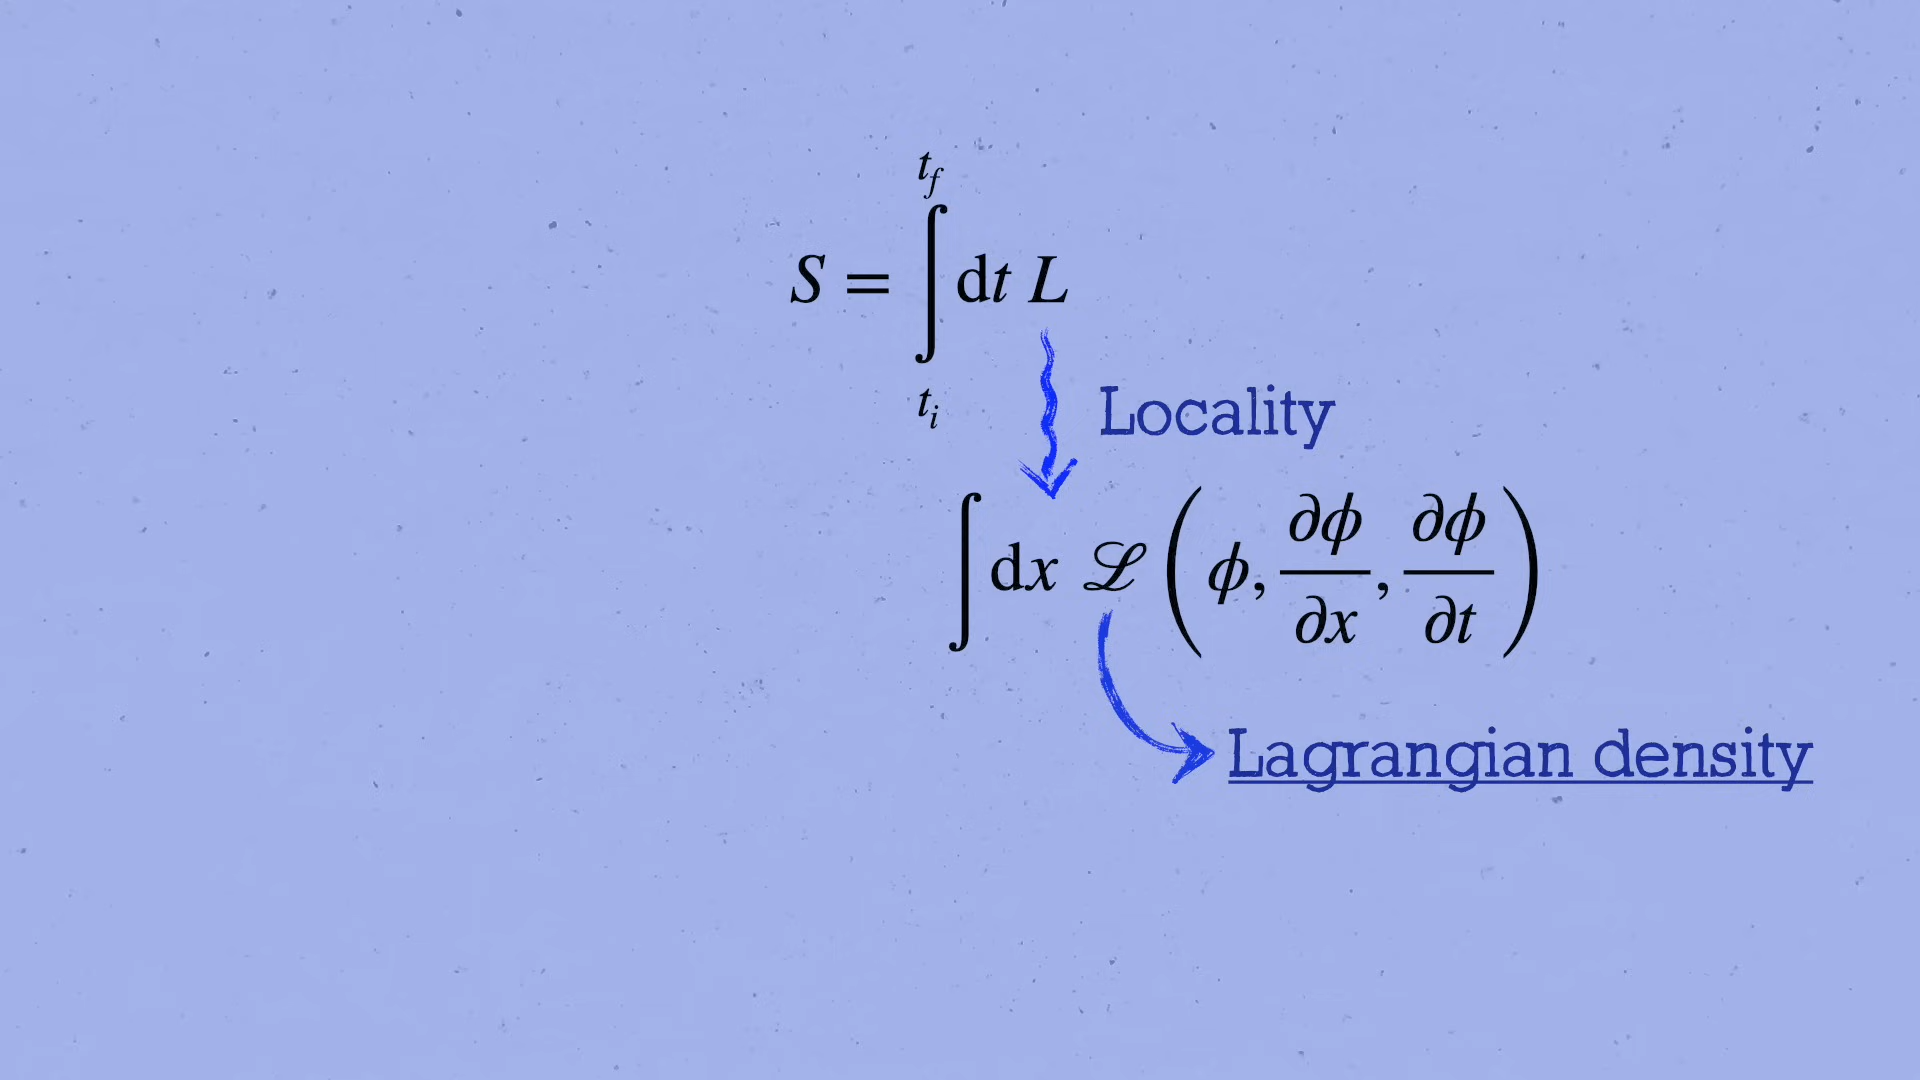 S = ∫_{t_i}^{t_f} dt L
Locality
∫ dx ℒ (ϕ, ∂ϕ/∂x, ∂ϕ/∂t)
Lagrangian density